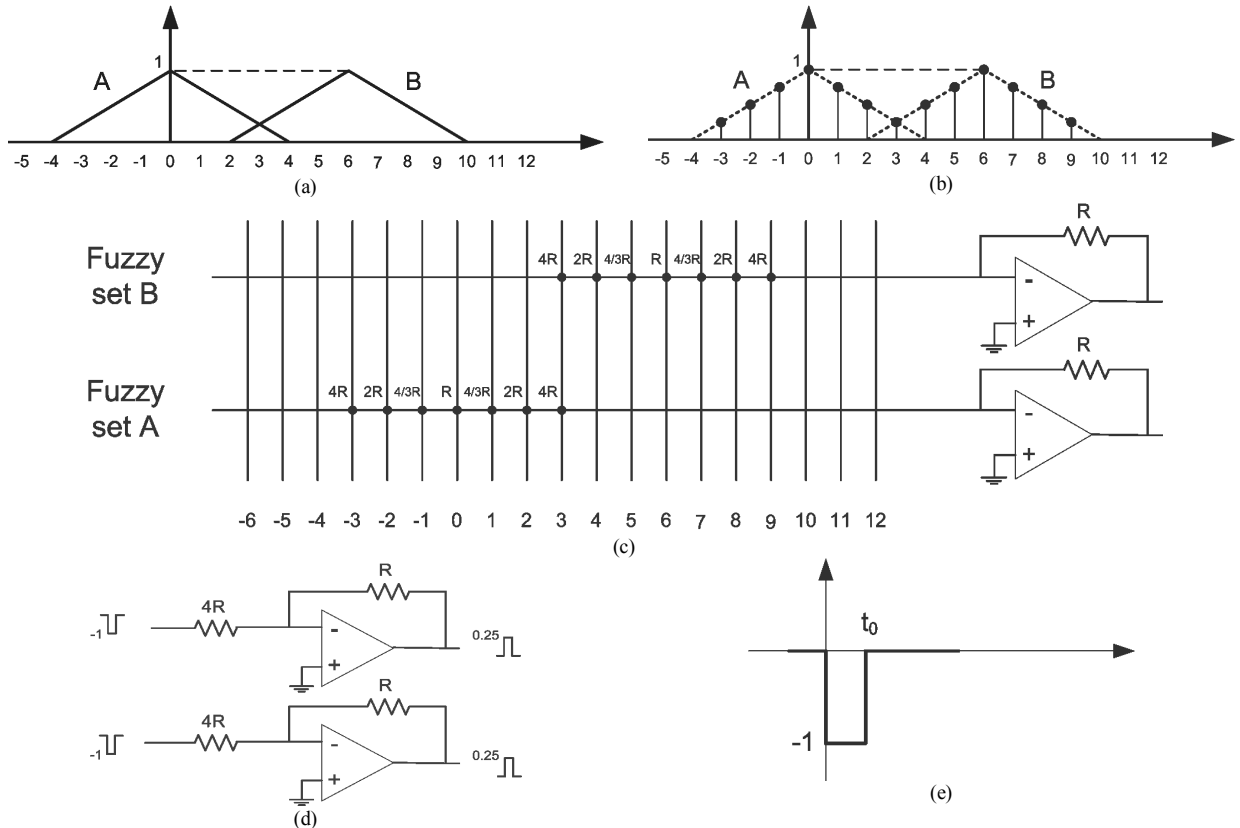 1
A
B
-5 -4 -3 -2 -1 0 1 2 3 4 5 6 7 8 9 10 11 12
(a)
1
A
B
-5 -4 -3 -2 -1 0 1 2 3 4 5 6 7 8 9 10 11 12
(b)
R
Fuzzy
set B
4R 2R 4/3R R 4/3R 2R 4R
-
+
R
Fuzzy
set A
4R 2R 4/3R R 4/3R 2R 4R
-
+
-6 -5 -4 -3 -2 -1 0 1 2 3 4 5 6 7 8 9 10 11 12
(c)
R
-1
4R
-
+
0.25
R
-1
4R
-
+
0.25
(d)
t0
-1
(e)